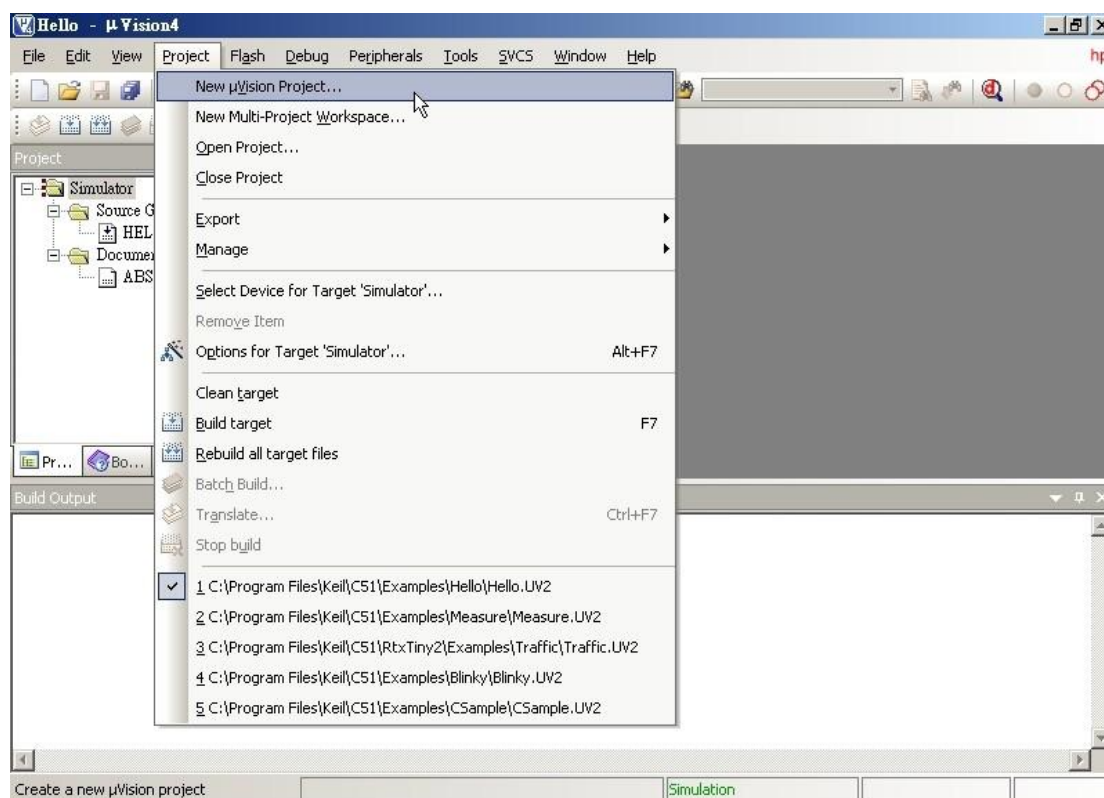 Hello - µVision4
File Edit View Project Flash Debug Peripherals Tools SVCS Window Help
New µVision Project...
New Multi-Project Workspace...
Open Project...
Close Project
Export
Manage
Select Device for Target 'Simulator'...
Remove Item
Options for Target 'Simulator'... Alt+F7
Clean target
Build target F7
Rebuild all target files
Batch Build...
Translate... Ctrl+F7
Stop build
1 C:\Program Files\Keil\C51\Examples\Hello\Hello.UV2
2 C:\Program Files\Keil\C51\Examples\Measure\Measure.UV2
3 C:\Program Files\Keil\C51\RtxTiny2\Examples\Traffic\Traffic.UV2
4 C:\Program Files\Keil\C51\Examples\Blinky\Blinky.UV2
5 C:\Program Files\Keil\C51\Examples\CSample\CSample.UV2
Project
Simulator
Source G
HEL
Documen
ABS
Pr... Bo...
Build Output
Create a new µVision project
Simulation